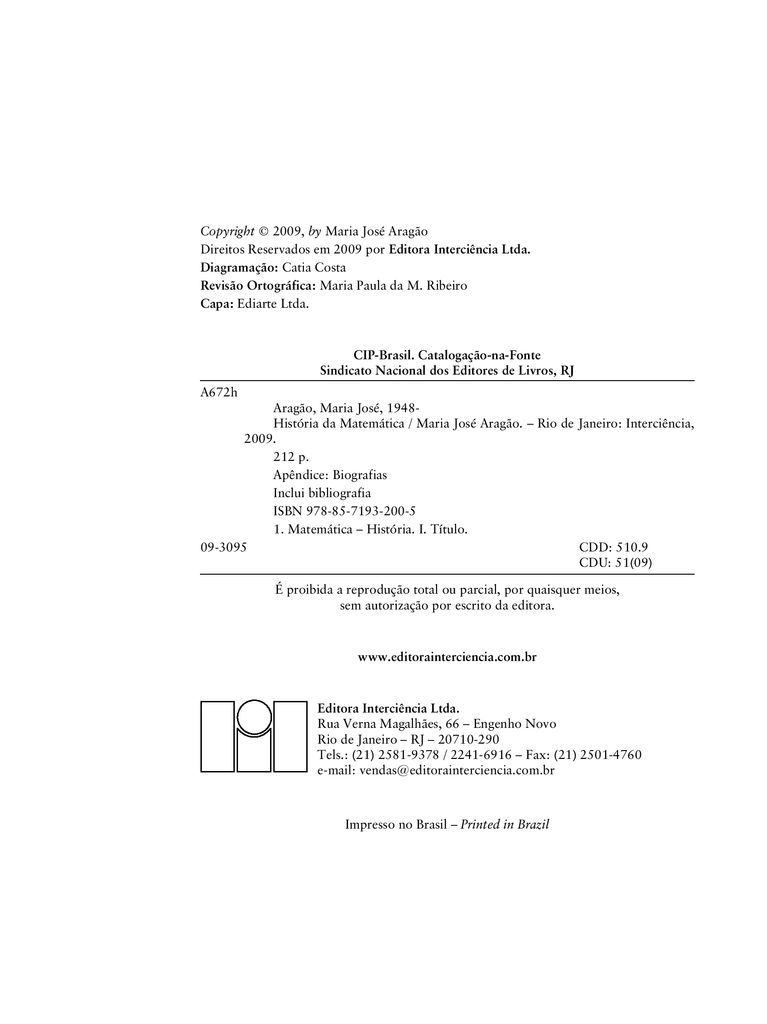 Copyright © 2009, by Maria José Aragão
Direitos Reservados em 2009 por Editora Interciência Ltda.
Diagramação: Catia Costa
Revisão Ortográfica: Maria Paula da M. Ribeiro
Capa: Ediarte Ltda.
CIP-Brasil. Catalogação-na-Fonte
Sindicato Nacional dos Editores de Livros, RJ
A672h
Aragão, Maria José, 1948-
História da Matemática / Maria José Aragão. – Rio de Janeiro: Interciência,
2009.
212 p.
Apêndice: Biografias
Inclui bibliografia
ISBN 978-85-7193-200-5
1. Matemática – História. I. Título.
09-3095 CDD: 510.9
CDU: 51(09)
É proibida a reprodução total ou parcial, por quaisquer meios,
sem autorização por escrito da editora.
www.editorainterciencia.com.br
Editora Interciência Ltda.
Rua Verna Magalhães, 66 – Engenho Novo
Rio de Janeiro – RJ – 20710-290
Tels.: (21) 2581-9378 / 2241-6916 – Fax: (21) 2501-4760
e-mail: vendas@editorainterciencia.com.br
Impresso no Brasil – Printed in Brazil